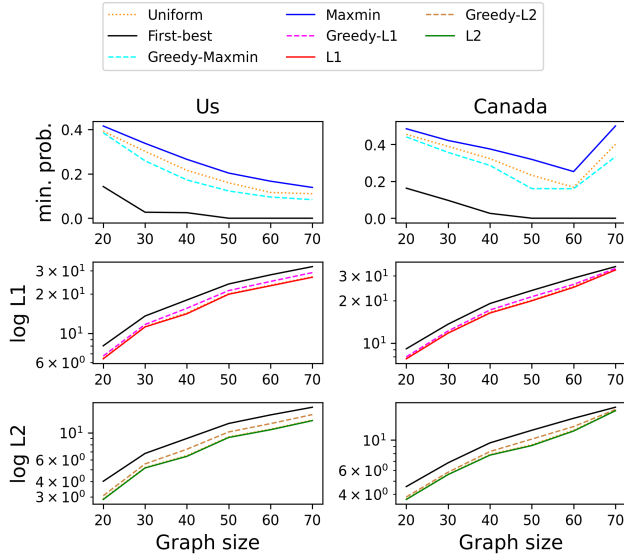 Uniform Maxmin Greedy-L2
First-best Greedy-L1 L2
Greedy-Maxmin L1
Us Canada
min. prob.
0.4
0.2
0.0
20 30 40 50 60 70
0.4
0.2
0.0
20 30 40 50 60 70
log L1
3 × 10¹
2 × 10¹
10¹
6 × 10⁰
20 30 40 50 60 70
3 × 10¹
2 × 10¹
10¹
20 30 40 50 60 70
log L2
10¹
6 × 10⁰
4 × 10⁰
3 × 10⁰
20 30 40 50 60 70
Graph size
10¹
6 × 10⁰
4 × 10⁰
20 30 40 50 60 70
Graph size